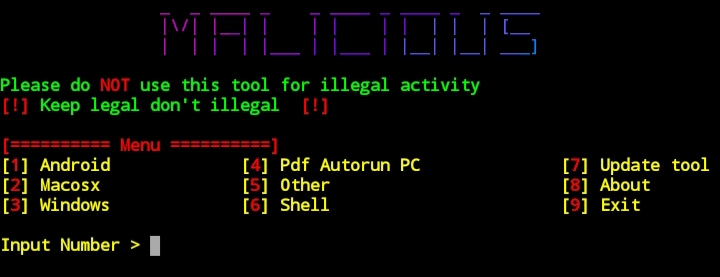 MALICIOUS
Please do NOT use this tool for illegal activity
[!] Keep legal don't illegal [!]
[========== Menu ==========]
[1] Android [4] Pdf Autorun PC [7] Update tool
[2] Macosx [5] Other [8] About
[3] Windows [6] Shell [9] Exit
Input Number >